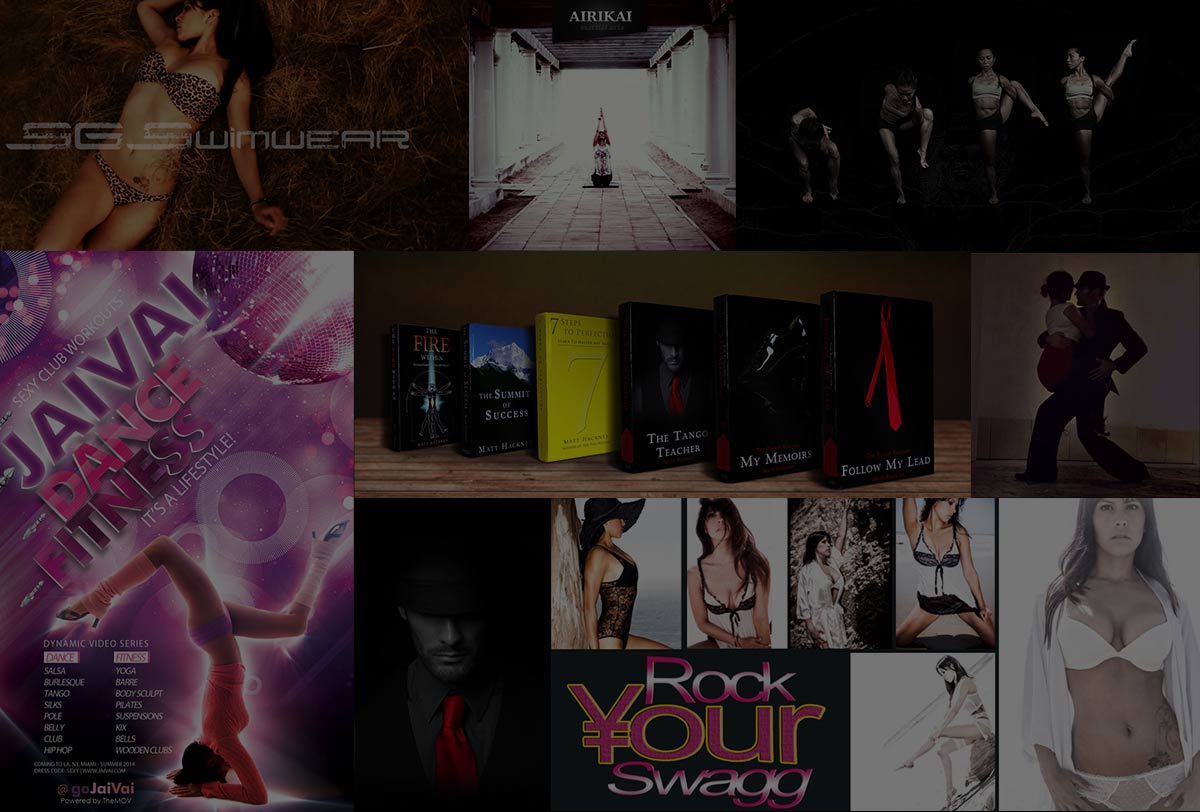 SG Swimwear
AIRIKAI
SEXY CLUB WORKOUTS
JAIVAI
DANCE
FITNESS
IT'S A LIFESTYLE!
DYNAMIC VIDEO SERIES
DANCE
FITNESS
SALSA
YOGA
BURLESQUE
BARRE
TANGO
BODY SCULPT
SILKS
PILATES
POLE
SUSPENSIONS
BELLY
KIX
CLUB
BELLS
HIP HOP
WOODEN CLUBS
COMING TO LA, NY, MIAMI - SUMMER 2014
DRESS CODE: SEXY | WWW.JAIVAI.COM
@ goJaiVai
Powered by TheMOV
THE
FIRE
WITHIN
MATT HACKNEY
THE SUMMIT
OF
SUCCESS
MATT HACKNEY
7 STEPS
TO PERFECTION
7
MATT HACKNEY
THE TANGO
TEACHER
MY MEMOIRS
FOLLOW MY LEAD
Rock
¥our
Swagg